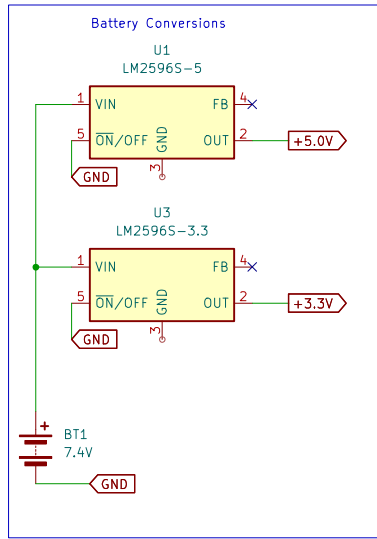 Battery Conversions
U1
LM2596S-5
1 VIN FB 4
5 ON/OFF GND OUT 2 +5.0V
3
GND
U3
LM2596S-3.3
1 VIN FB 4
5 ON/OFF GND OUT 2 +3.3V
3
GND
+
BT1
7.4V
GND